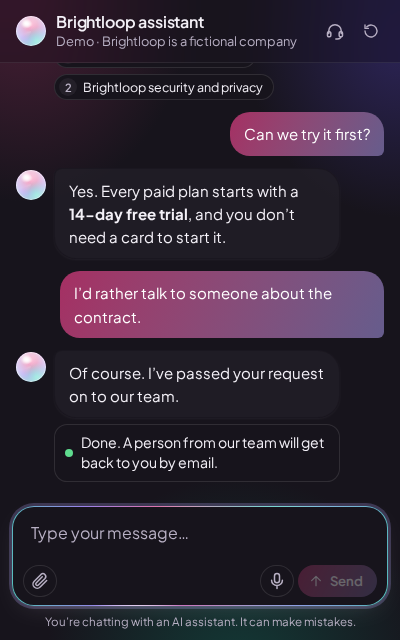 Brightloop assistant
Demo · Brightloop is a fictional company
2 Brightloop security and privacy
Can we try it first?
Yes. Every paid plan starts with a
14-day free trial, and you don't
need a card to start it.
I'd rather talk to someone about the
contract.
Of course. I've passed your request
on to our team.
Done. A person from our team will get
back to you by email.
Type your message…
Send
You're chatting with an AI assistant. It can make mistakes.